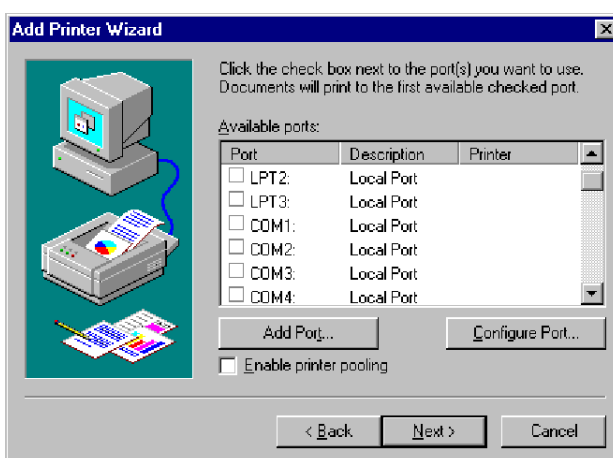 Add Printer Wizard
Click the check box next to the port(s) you want to use.
Documents will print to the first available checked port.
Available ports:
Port Description Printer
LPT2: Local Port
LPT3: Local Port
COM1: Local Port
COM2: Local Port
COM3: Local Port
COM4: Local Port
Add Port... Configure Port...
Enable printer pooling
< Back Next > Cancel